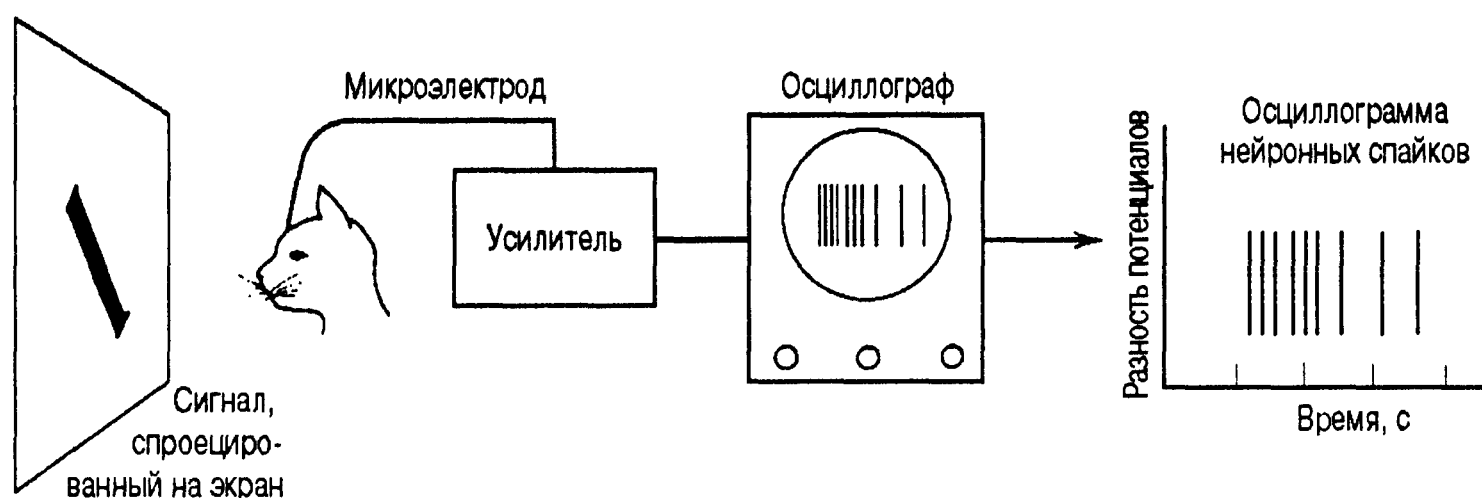 Микроэлектрод
Осциллограф
Усилитель
Сигнал,
спроециро-
ванный на экран
Осциллограмма
нейронных спайков
Разность потенциалов
Время, с